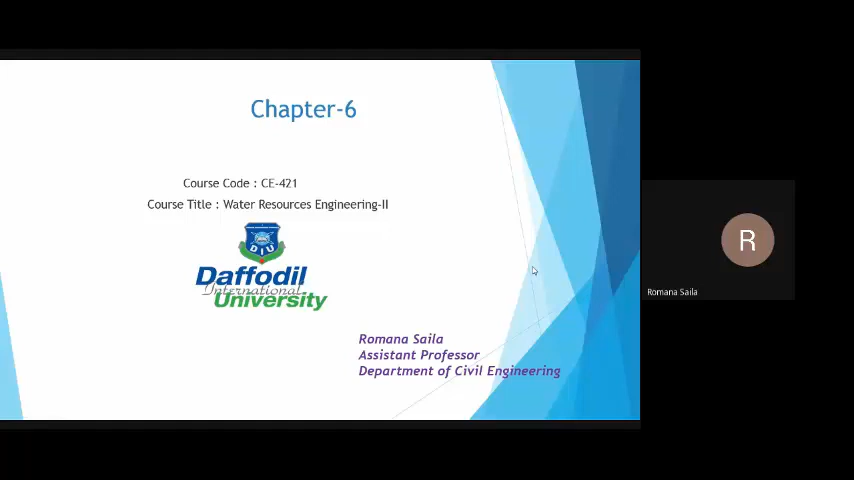 Chapter-6
Course Code : CE-421
Course Title : Water Resources Engineering-II
DIU
Daffodil
International
University
Romana Saila
Assistant Professor
Department of Civil Engineering
R
Romana Saila